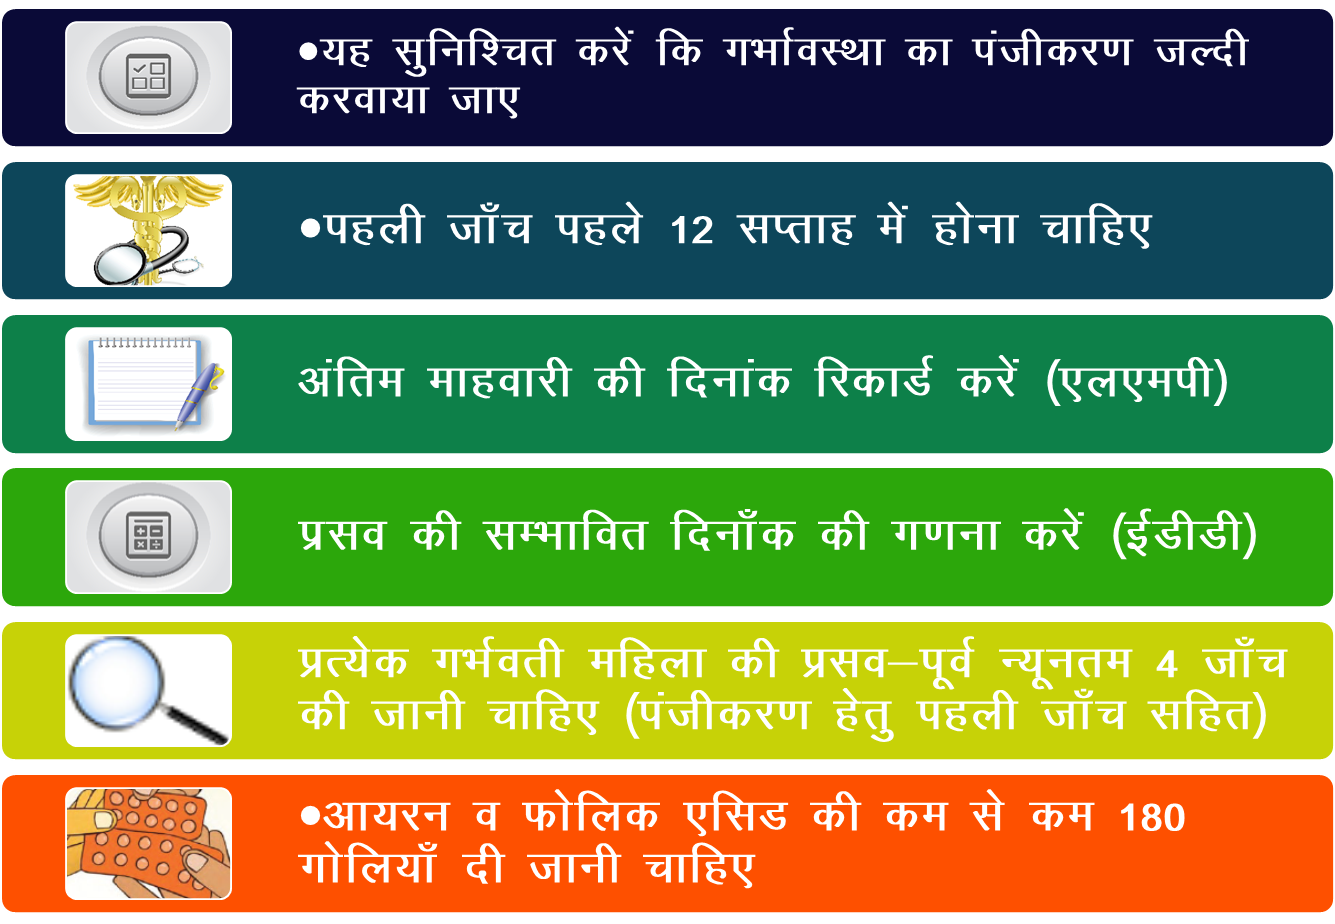 •यह सुनिश्चित करें कि गर्भावस्था का पंजीकरण जल्दी
करवाया जाए
•पहली जाँच पहले 12 सप्ताह में होना चाहिए
अंतिम माहवारी की दिनांक रिकार्ड करें (एलएमपी)
प्रसव की सम्भावित दिनाँक की गणना करें (ईडीडी)
प्रत्येक गर्भवती महिला की प्रसव–पूर्व न्यूनतम 4 जाँच
की जानी चाहिए (पंजीकरण हेतु पहली जाँच सहित)
•आयरन व फोलिक एसिड की कम से कम 180
गोलियाँ दी जानी चाहिए